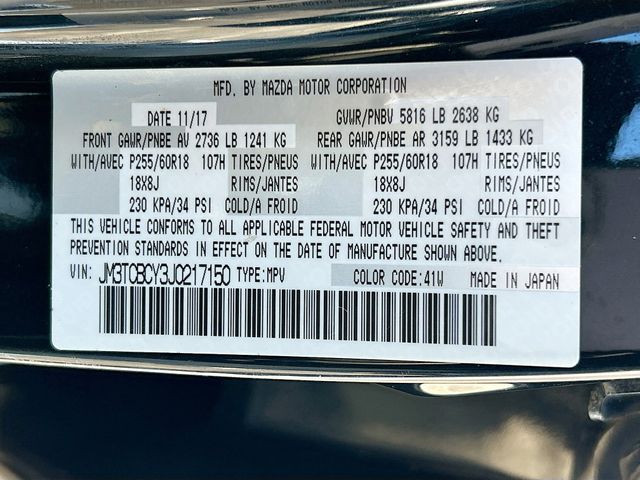 MFD. BY MAZDA MOTOR CORPORATION
DATE 11/17 GVWR/PNBV 5816 LB 2638 KG
FRONT GAWR/PNBE AV 2736 LB 1241 KG REAR GAWR/PNBE AR 3159 LB 1433 KG
WITH/AVEC P255/60R18 107H TIRES/PNEUS WITH/AVEC P255/60R18 107H TIRES/PNEUS
18X8J RIMS/JANTES 18X8J RIMS/JANTES
230 KPA/34 PSI COLD/A FROID 230 KPA/34 PSI COLD/A FROID
THIS VEHICLE CONFORMS TO ALL APPLICABLE FEDERAL MOTOR VEHICLE SAFETY AND THEFT
PREVENTION STANDARDS IN EFFECT ON THE DATE OF MANUFACTURE SHOWN ABOVE.
VIN: JM3TCBCY3J0217150 TYPE:MPV COLOR CODE:41W MADE IN JAPAN